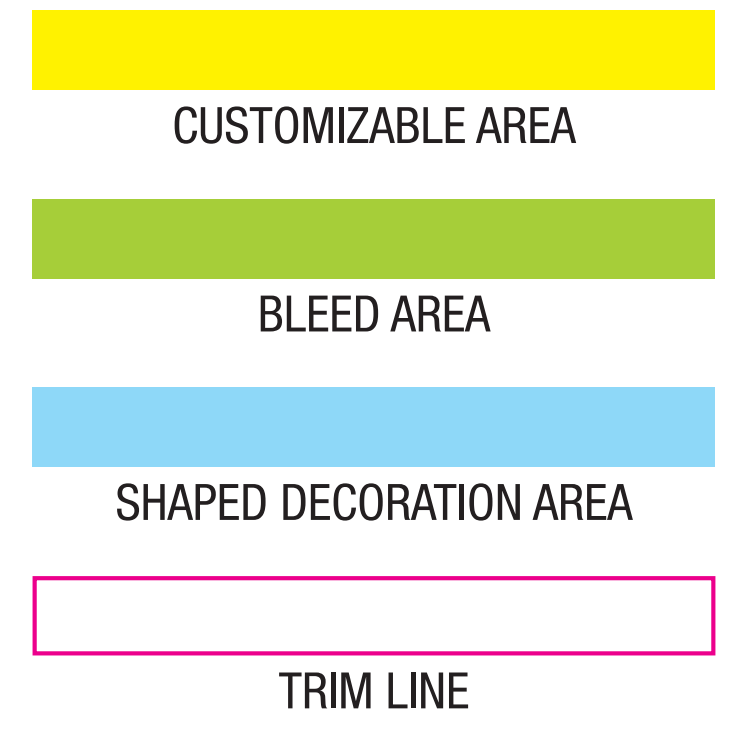 CUSTOMIZABLE AREA
BLEED AREA
SHAPED DECORATION AREA
TRIM LINE